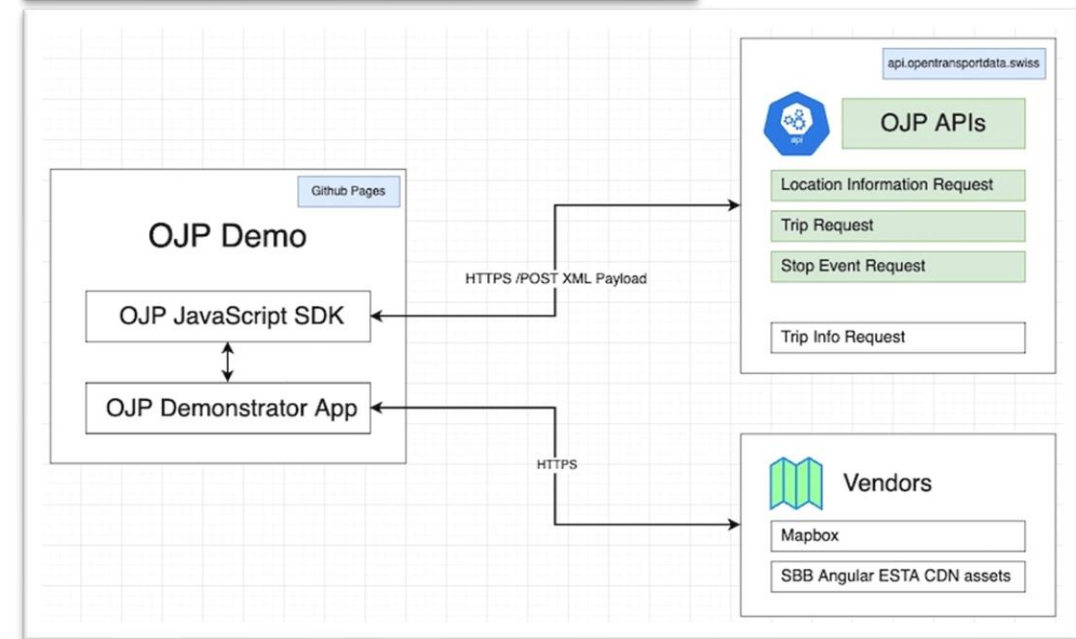 Github Pages
OJP Demo
OJP JavaScript SDK
OJP Demonstrator App
HTTPS /POST XML Payload
HTTPS
api.opentransportdata.swiss
api
OJP APIs
Location Information Request
Trip Request
Stop Event Request
Trip Info Request
Vendors
Mapbox
SBB Angular ESTA CDN assets